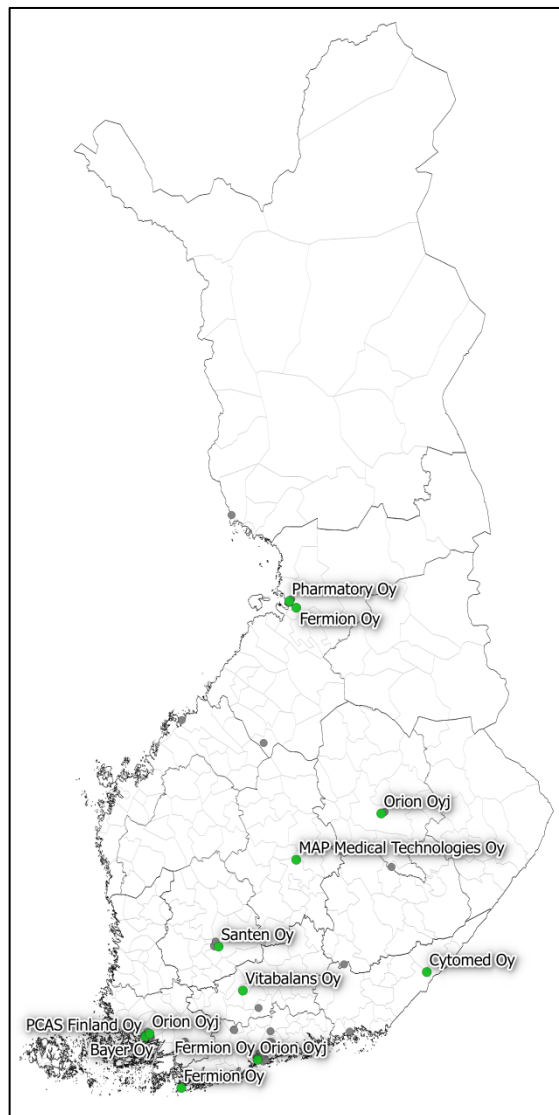 Pharmatory Oy
Fermion Oy
Orion Oyj
MAP Medical Technologies Oy
Santen Oy
Cytomed Oy
Vitabalans Oy
PCAS Finland Oy Orion Oyj
Bayer Oy
Fermion Oy Orion Oyj
Fermion Oy